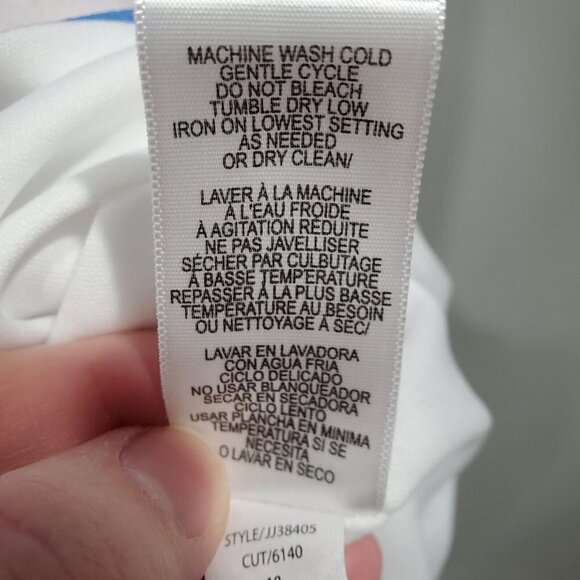 MACHINE WASH COLD
GENTLE CYCLE
DO NOT BLEACH
TUMBLE DRY LOW
IRON ON LOWEST SETTING
AS NEEDED
OR DRY CLEAN/
LAVER À LA MACHINE
À L'EAU FROIDE
À AGITATION RÉDUITE
NE PAS JAVELLISER
SÉCHER PAR CULBUTAGE
À BASSE TEMPÉRATURE
REPASSER À LA PLUS BASSE
TEMPÉRATURE AU BESOIN
OU NETTOYAGE À SEC/
LAVAR EN LAVADORA
CON AGUA FRIA
CICLO DELICADO
NO USAR BLANQUEADOR
SECAR EN SECADORA
CICLO LENTO
USAR PLANCHA EN MINIMA
TEMPERATURA SI SE
NECESITA
O LAVAR EN SECO
STYLE/JJ38405
CUT/6140